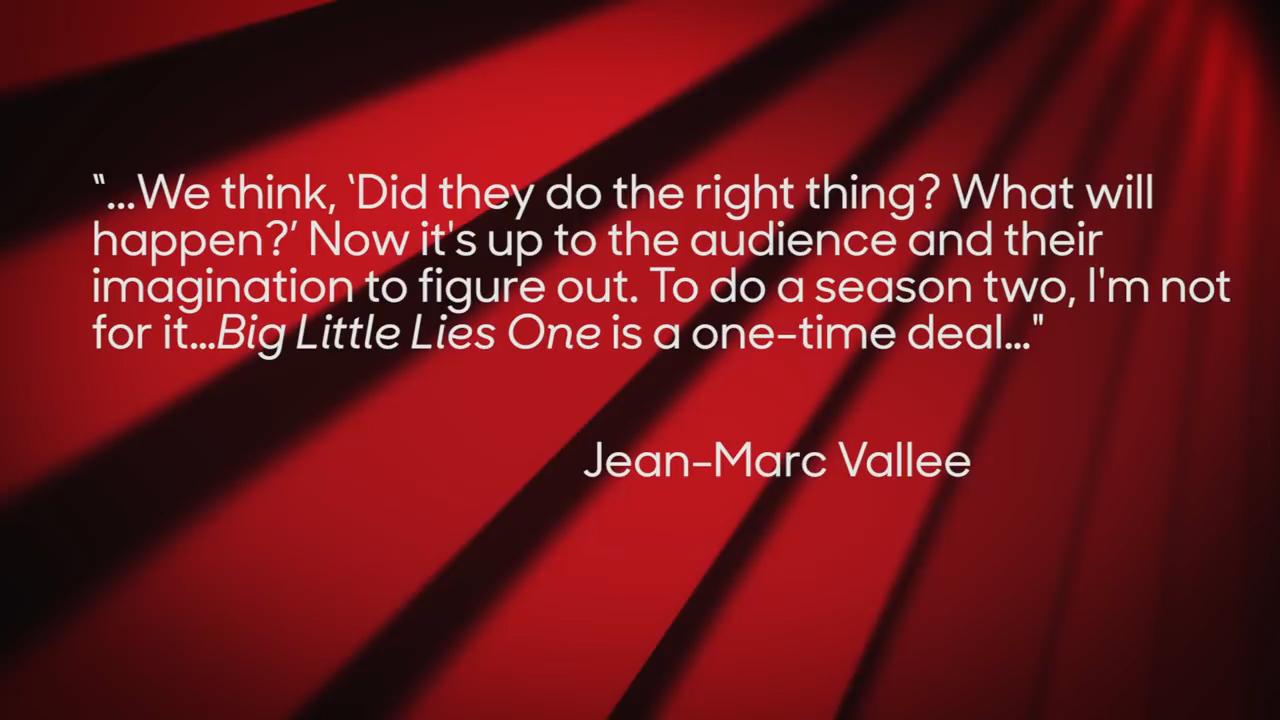 “...We think, ‘Did they do the right thing? What will
happen?’ Now it's up to the audience and their
imagination to figure out. To do a season two, I'm not
for it...Big Little Lies One is a one-time deal..."
Jean-Marc Vallee